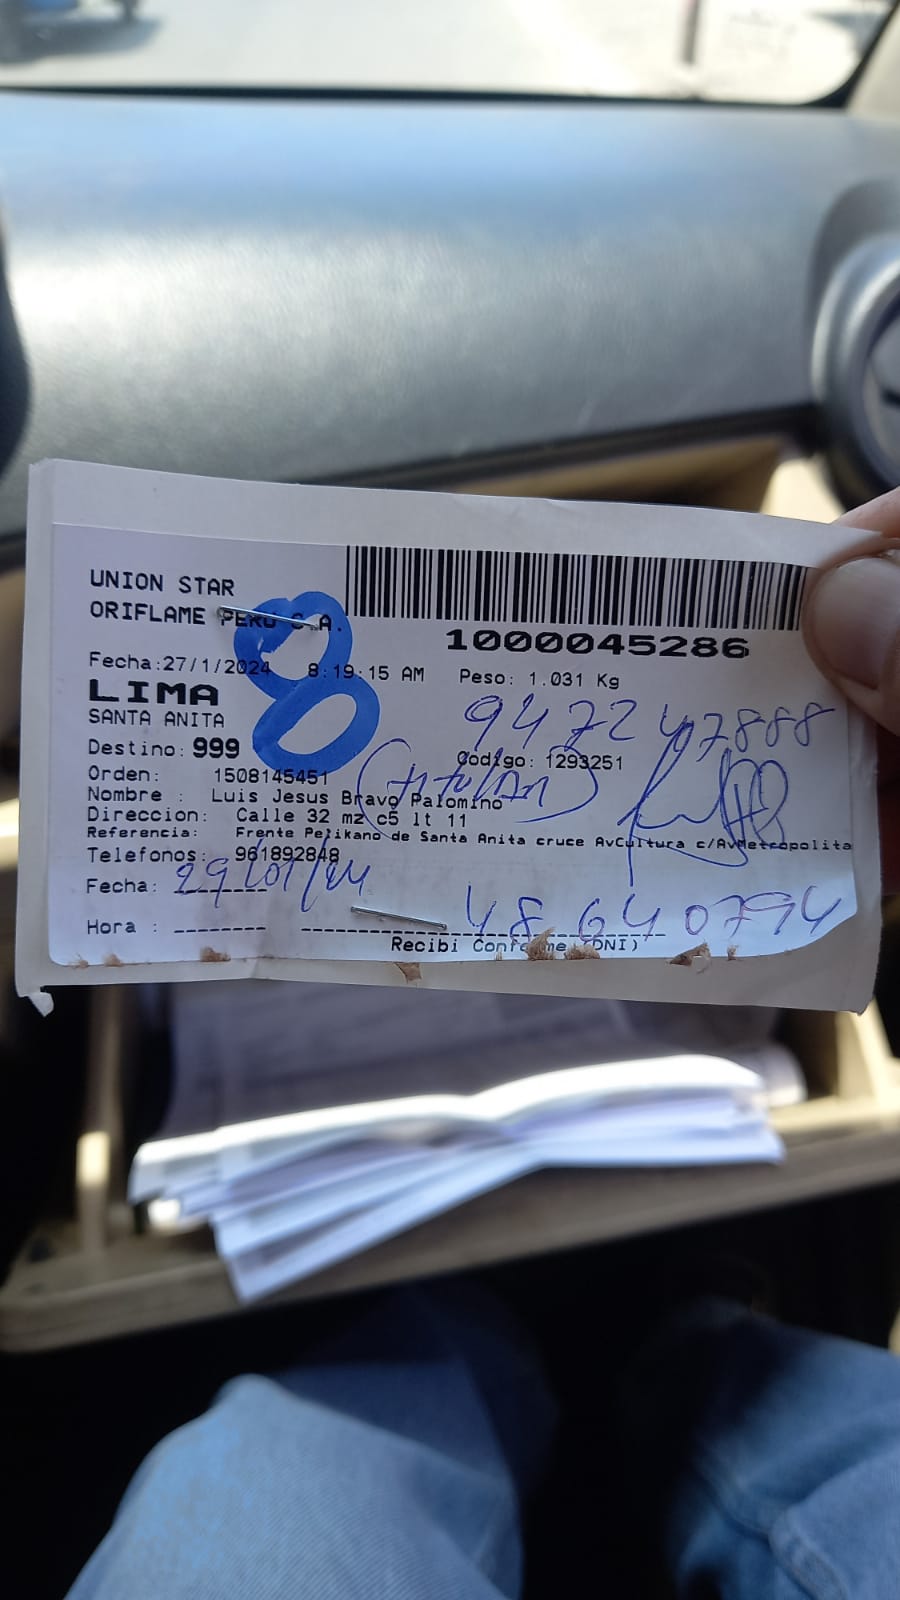 UNION STAR
ORIFLAME PERU S.A.
1000045286
Fecha:27/1/2024 8:19:15 AM Peso: 1.031 Kg
LIMA
947247888
SANTA ANITA
Destino: 999 Codigo: 1293251
Orden: 1508145451 (titular)
Nombre : Luis Jesus Bravo Palomino
Direccion: Calle 32 mz c5 lt 11
Referencia: Frente Pelikano de Santa Anita cruce AvCultura c/AvMetropolita
Telefonos: 961892848
Fecha: 29/01/24
Hora : 48640794
Recibi Conforme (DNI)